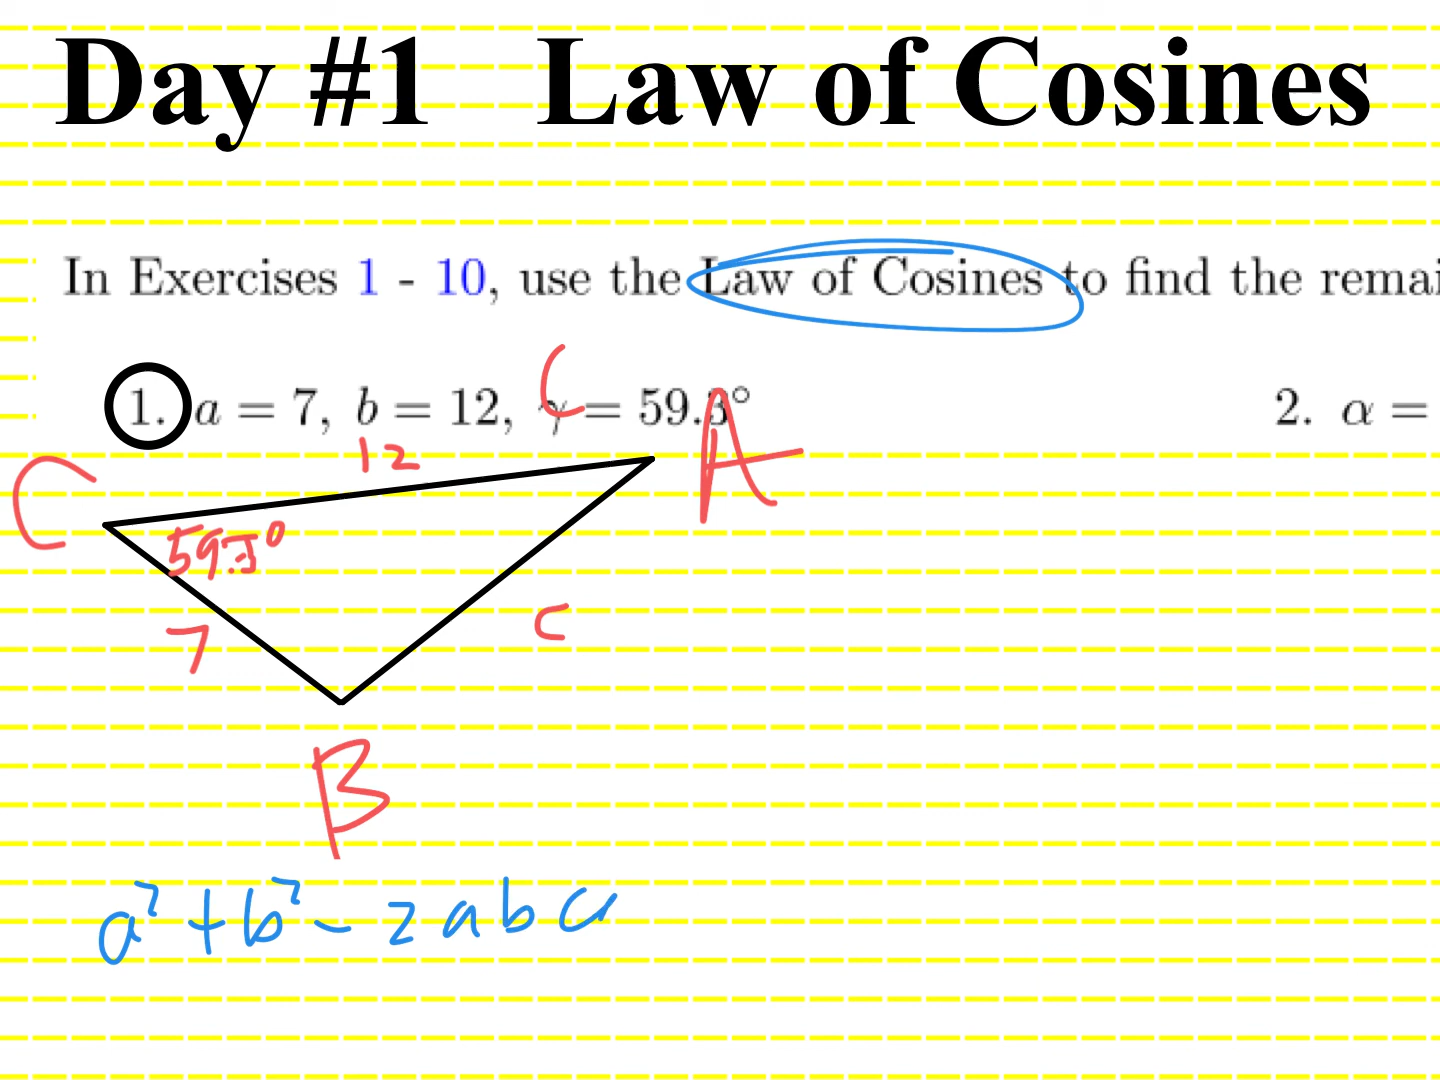 Day #1 Law of Cosines
In Exercises 1 - 10, use the Law of Cosines to find the remai
1. a = 7, b = 12, γ = 59.3°
C
2. α =
12
A
C
59.3°
7
c
B
a² + b² - 2 a b c